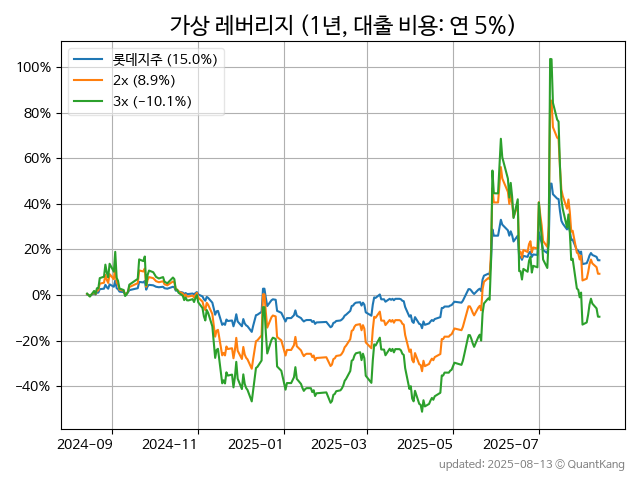 가상 레버리지 (1년, 대출 비용: 연 5%)
롯데지주 (15.0%)
2x (8.9%)
3x (−10.1%)
100%
80%
60%
40%
20%
0%
−20%
−40%
2024-09
2024-11
2025-01
2025-03
2025-05
2025-07
updated: 2025-08-13 © QuantKang